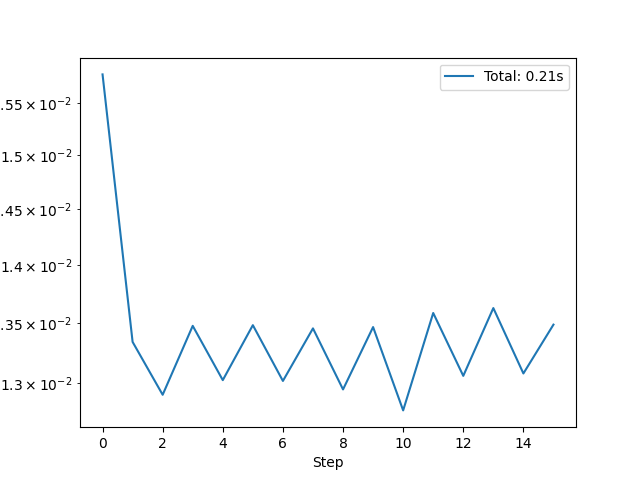 Total: 0.21s
.55 × 10⁻²
1.5 × 10⁻²
.45 × 10⁻²
1.4 × 10⁻²
.35 × 10⁻²
1.3 × 10⁻²
0 2 4 6 8 10 12 14
Step